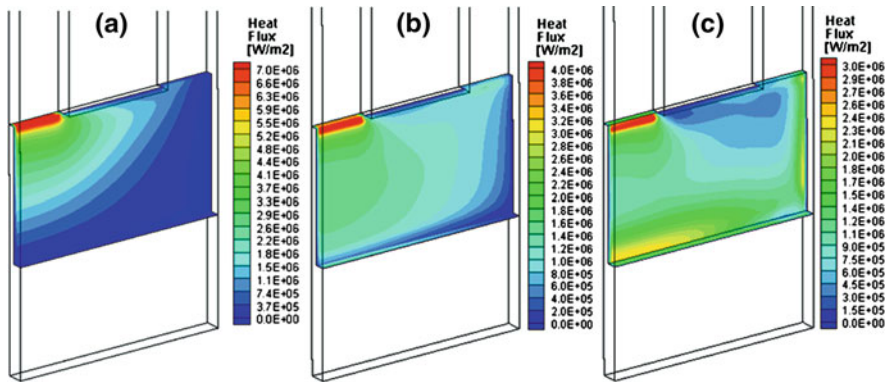 (a)
Heat
Flux
[W/m2]
7.0E+06
6.6E+06
6.3E+06
5.9E+06
5.5E+06
5.2E+06
4.8E+06
4.4E+06
4.1E+06
3.7E+06
3.3E+06
2.9E+06
2.6E+06
2.2E+06
1.8E+06
1.5E+06
1.1E+06
7.4E+05
3.7E+05
0.0E+00
(b)
Heat
Flux
[W/m2]
4.0E+06
3.8E+06
3.6E+06
3.4E+06
3.2E+06
3.0E+06
2.8E+06
2.6E+06
2.4E+06
2.2E+06
2.0E+06
1.8E+06
1.6E+06
1.4E+06
1.2E+06
1.0E+06
8.0E+05
6.0E+05
4.0E+05
2.0E+05
0.0E+00
(c)
Heat
Flux
[W/m2]
3.0E+06
2.9E+06
2.7E+06
2.6E+06
2.4E+06
2.3E+06
2.1E+06
2.0E+06
1.8E+06
1.7E+06
1.5E+06
1.4E+06
1.2E+06
1.1E+06
9.0E+05
7.5E+05
6.0E+05
4.5E+05
3.0E+05
1.5E+05
0.0E+00